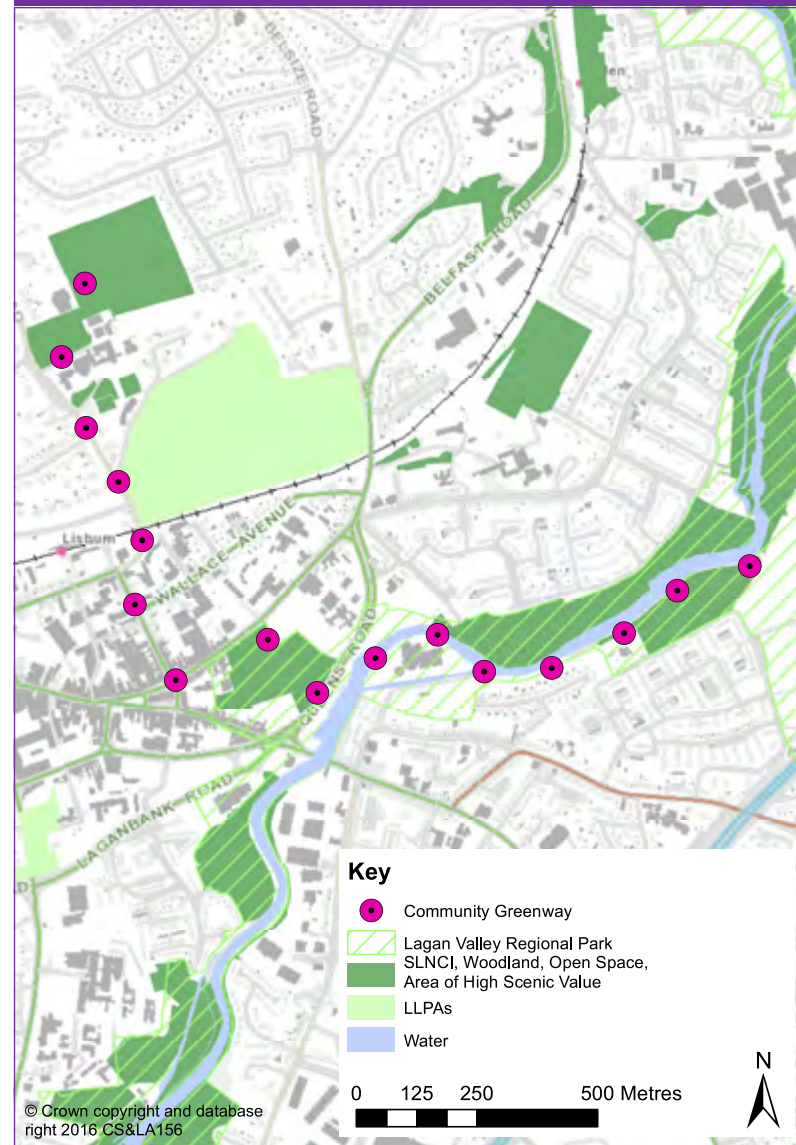 BELSIZE ROAD
BELFAST ROAD
Lisburn
WALLACE AVENUE
QUEENS ROAD
LAGANBANK ROAD
Key
Community Greenway
Lagan Valley Regional Park
SLNCI, Woodland, Open Space,
Area of High Scenic Value
LLPAs
Water
0 125 250 500 Metres
N
© Crown copyright and database
right 2016 CS&LA156